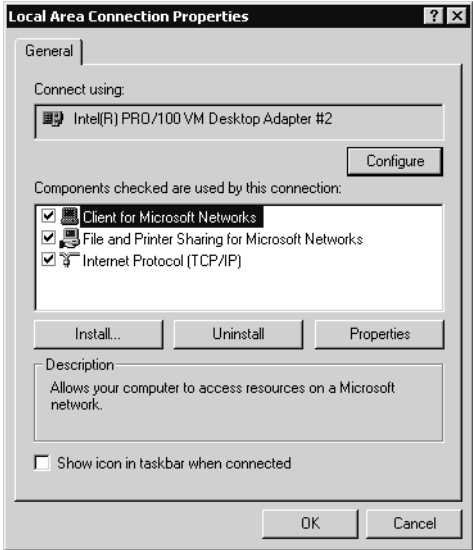 Local Area Connection Properties
General
Connect using:
Intel(R) PRO/100 VM Desktop Adapter #2
Configure
Components checked are used by this connection:
Client for Microsoft Networks
File and Printer Sharing for Microsoft Networks
Internet Protocol (TCP/IP)
Install...
Uninstall
Properties
Description
Allows your computer to access resources on a Microsoft
network.
Show icon in taskbar when connected
OK
Cancel